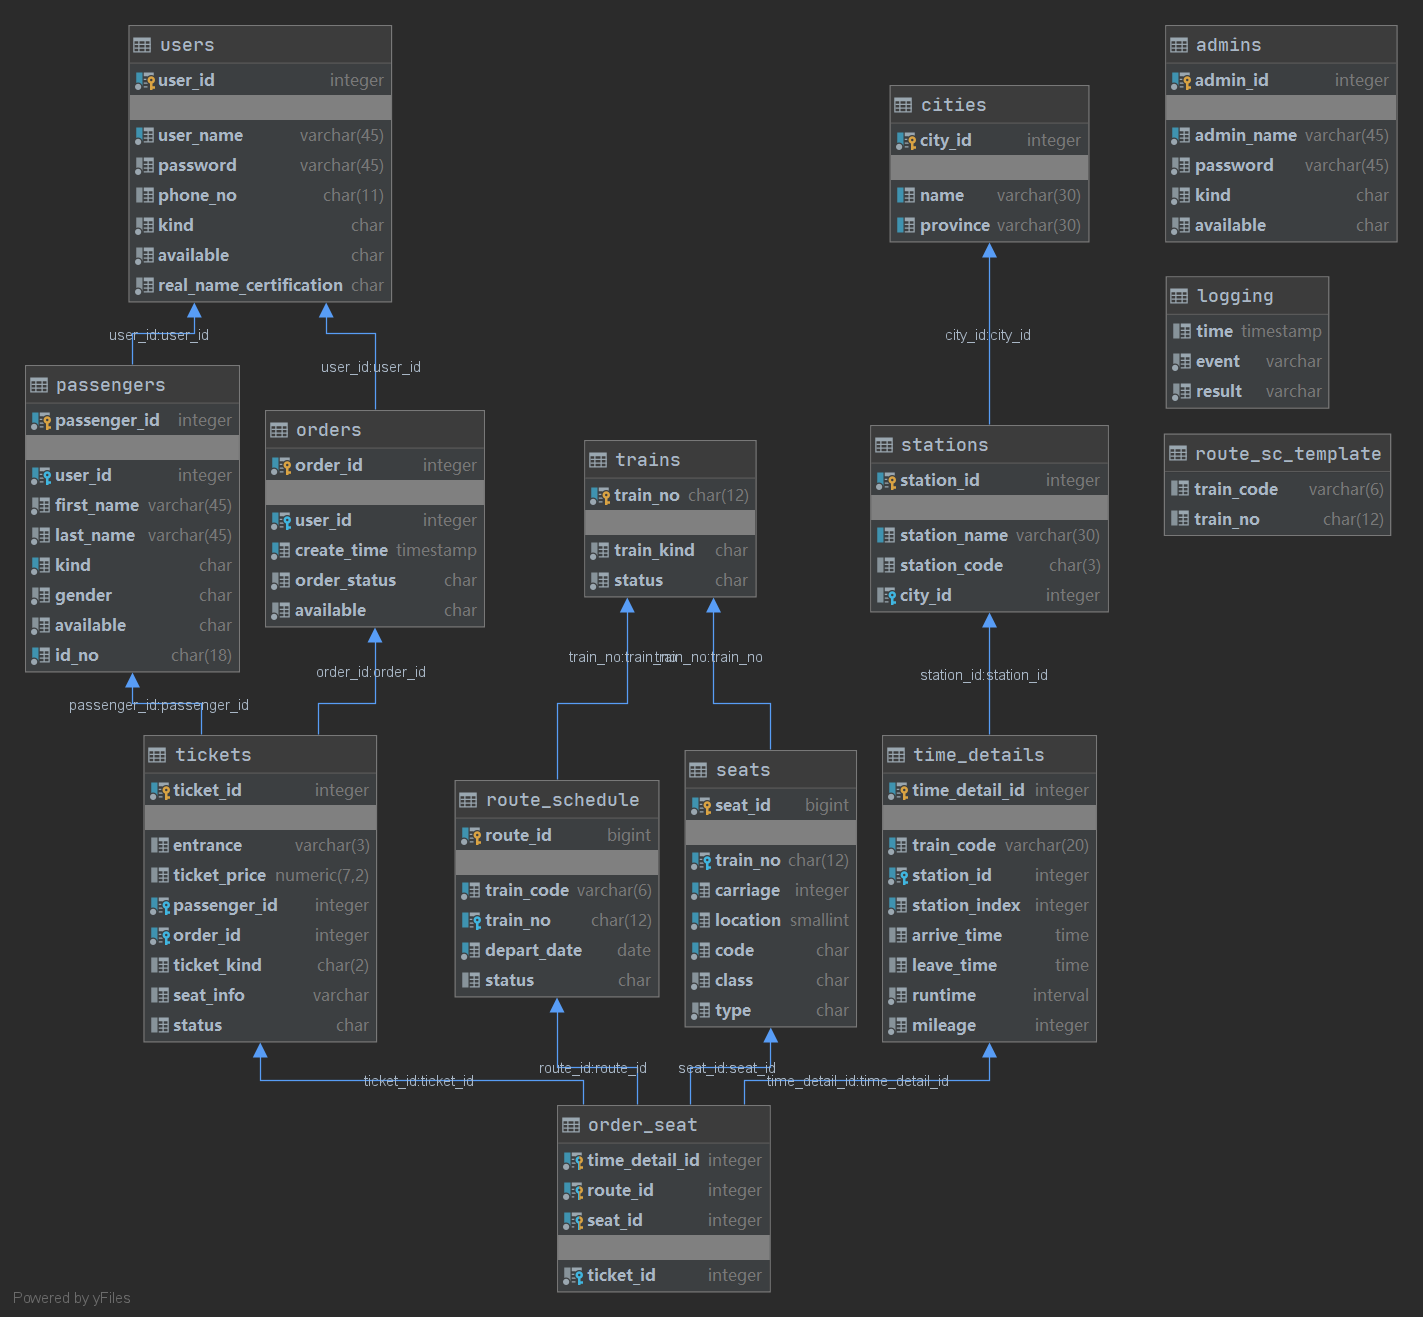 users
user_id integer
user_name varchar(45)
password varchar(45)
phone_no char(11)
kind char
available char
real_name_certification char
admins
admin_id integer
admin_name varchar(45)
password varchar(45)
kind char
available char
cities
city_id integer
name varchar(30)
province varchar(30)
logging
time timestamp
event varchar
result varchar
user_id:user_id
user_id:user_id
city_id:city_id
passengers
passenger_id integer
user_id integer
first_name varchar(45)
last_name varchar(45)
kind char
gender char
available char
id_no char(18)
orders
order_id integer
user_id integer
create_time timestamp
order_status char
available char
trains
train_no char(12)
train_kind char
status char
stations
station_id integer
station_name varchar(30)
station_code char(3)
city_id integer
route_sc_template
train_code varchar(6)
train_no char(12)
passenger_id:passenger_id
order_id:order_id
train_no:train_no
train_no:train_no
station_id:station_id
tickets
ticket_id integer
entrance varchar(3)
ticket_price numeric(7,2)
passenger_id integer
order_id integer
ticket_kind char(2)
seat_info varchar
status char
route_schedule
route_id bigint
train_code varchar(6)
train_no char(12)
depart_date date
status char
seats
seat_id bigint
train_no char(12)
carriage integer
location smallint
code char
class char
type char
time_details
time_detail_id integer
train_code varchar(20)
station_id integer
station_index integer
arrive_time time
leave_time time
runtime interval
mileage integer
ticket_id:ticket_id
route_id:route_id
seat_id:seat_id
time_detail_id:time_detail_id
order_seat
time_detail_id integer
route_id integer
seat_id integer
ticket_id integer
Powered by yFiles